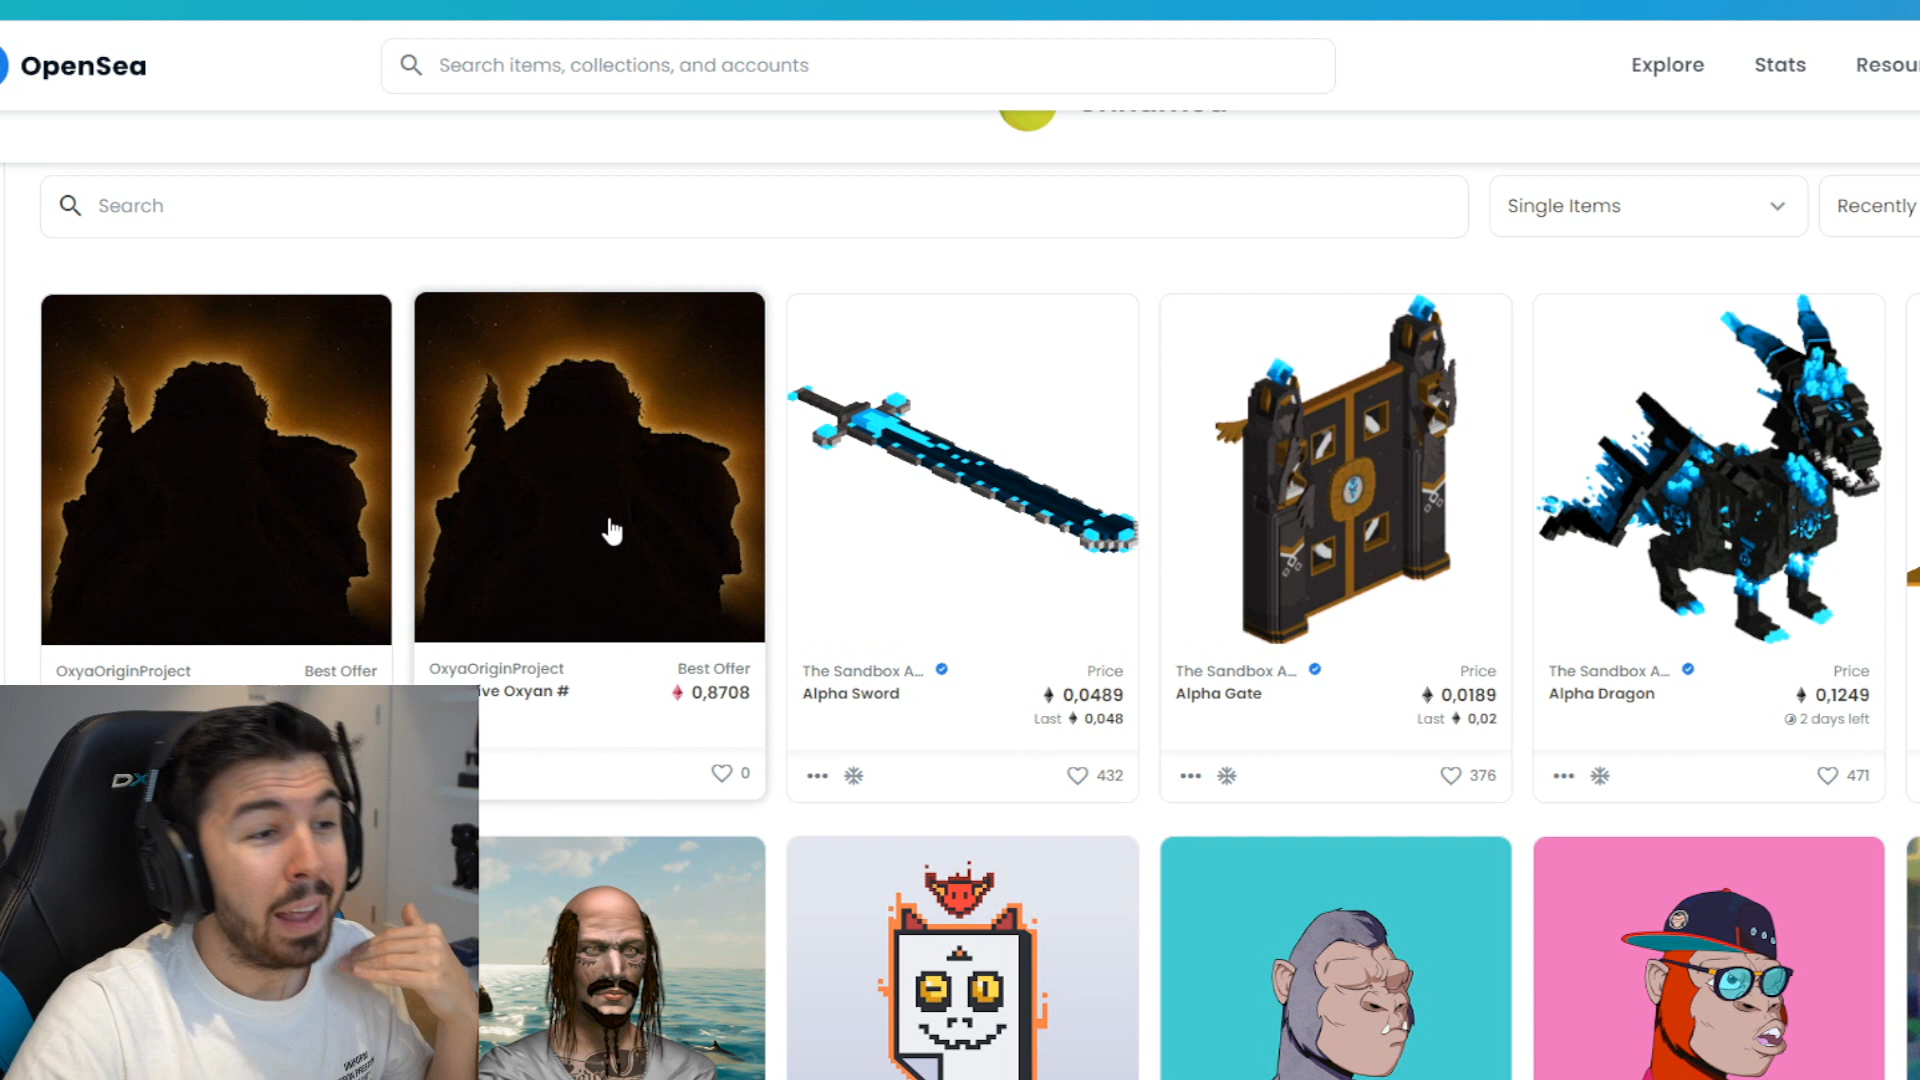 OpenSea
Search items, collections, and accounts
Explore
Stats
Resou
Search
Single Items
Recently
OxyaOriginProject
Best Offer
OxyaOriginProject
Best Offer
ive Oxyan #
0,8708
0
The Sandbox A...
Price
Alpha Sword
0,0489
Last 0,048
432
The Sandbox A...
Price
Alpha Gate
0,0189
Last 0,02
376
The Sandbox A...
Price
Alpha Dragon
0,1249
2 days left
471
DX